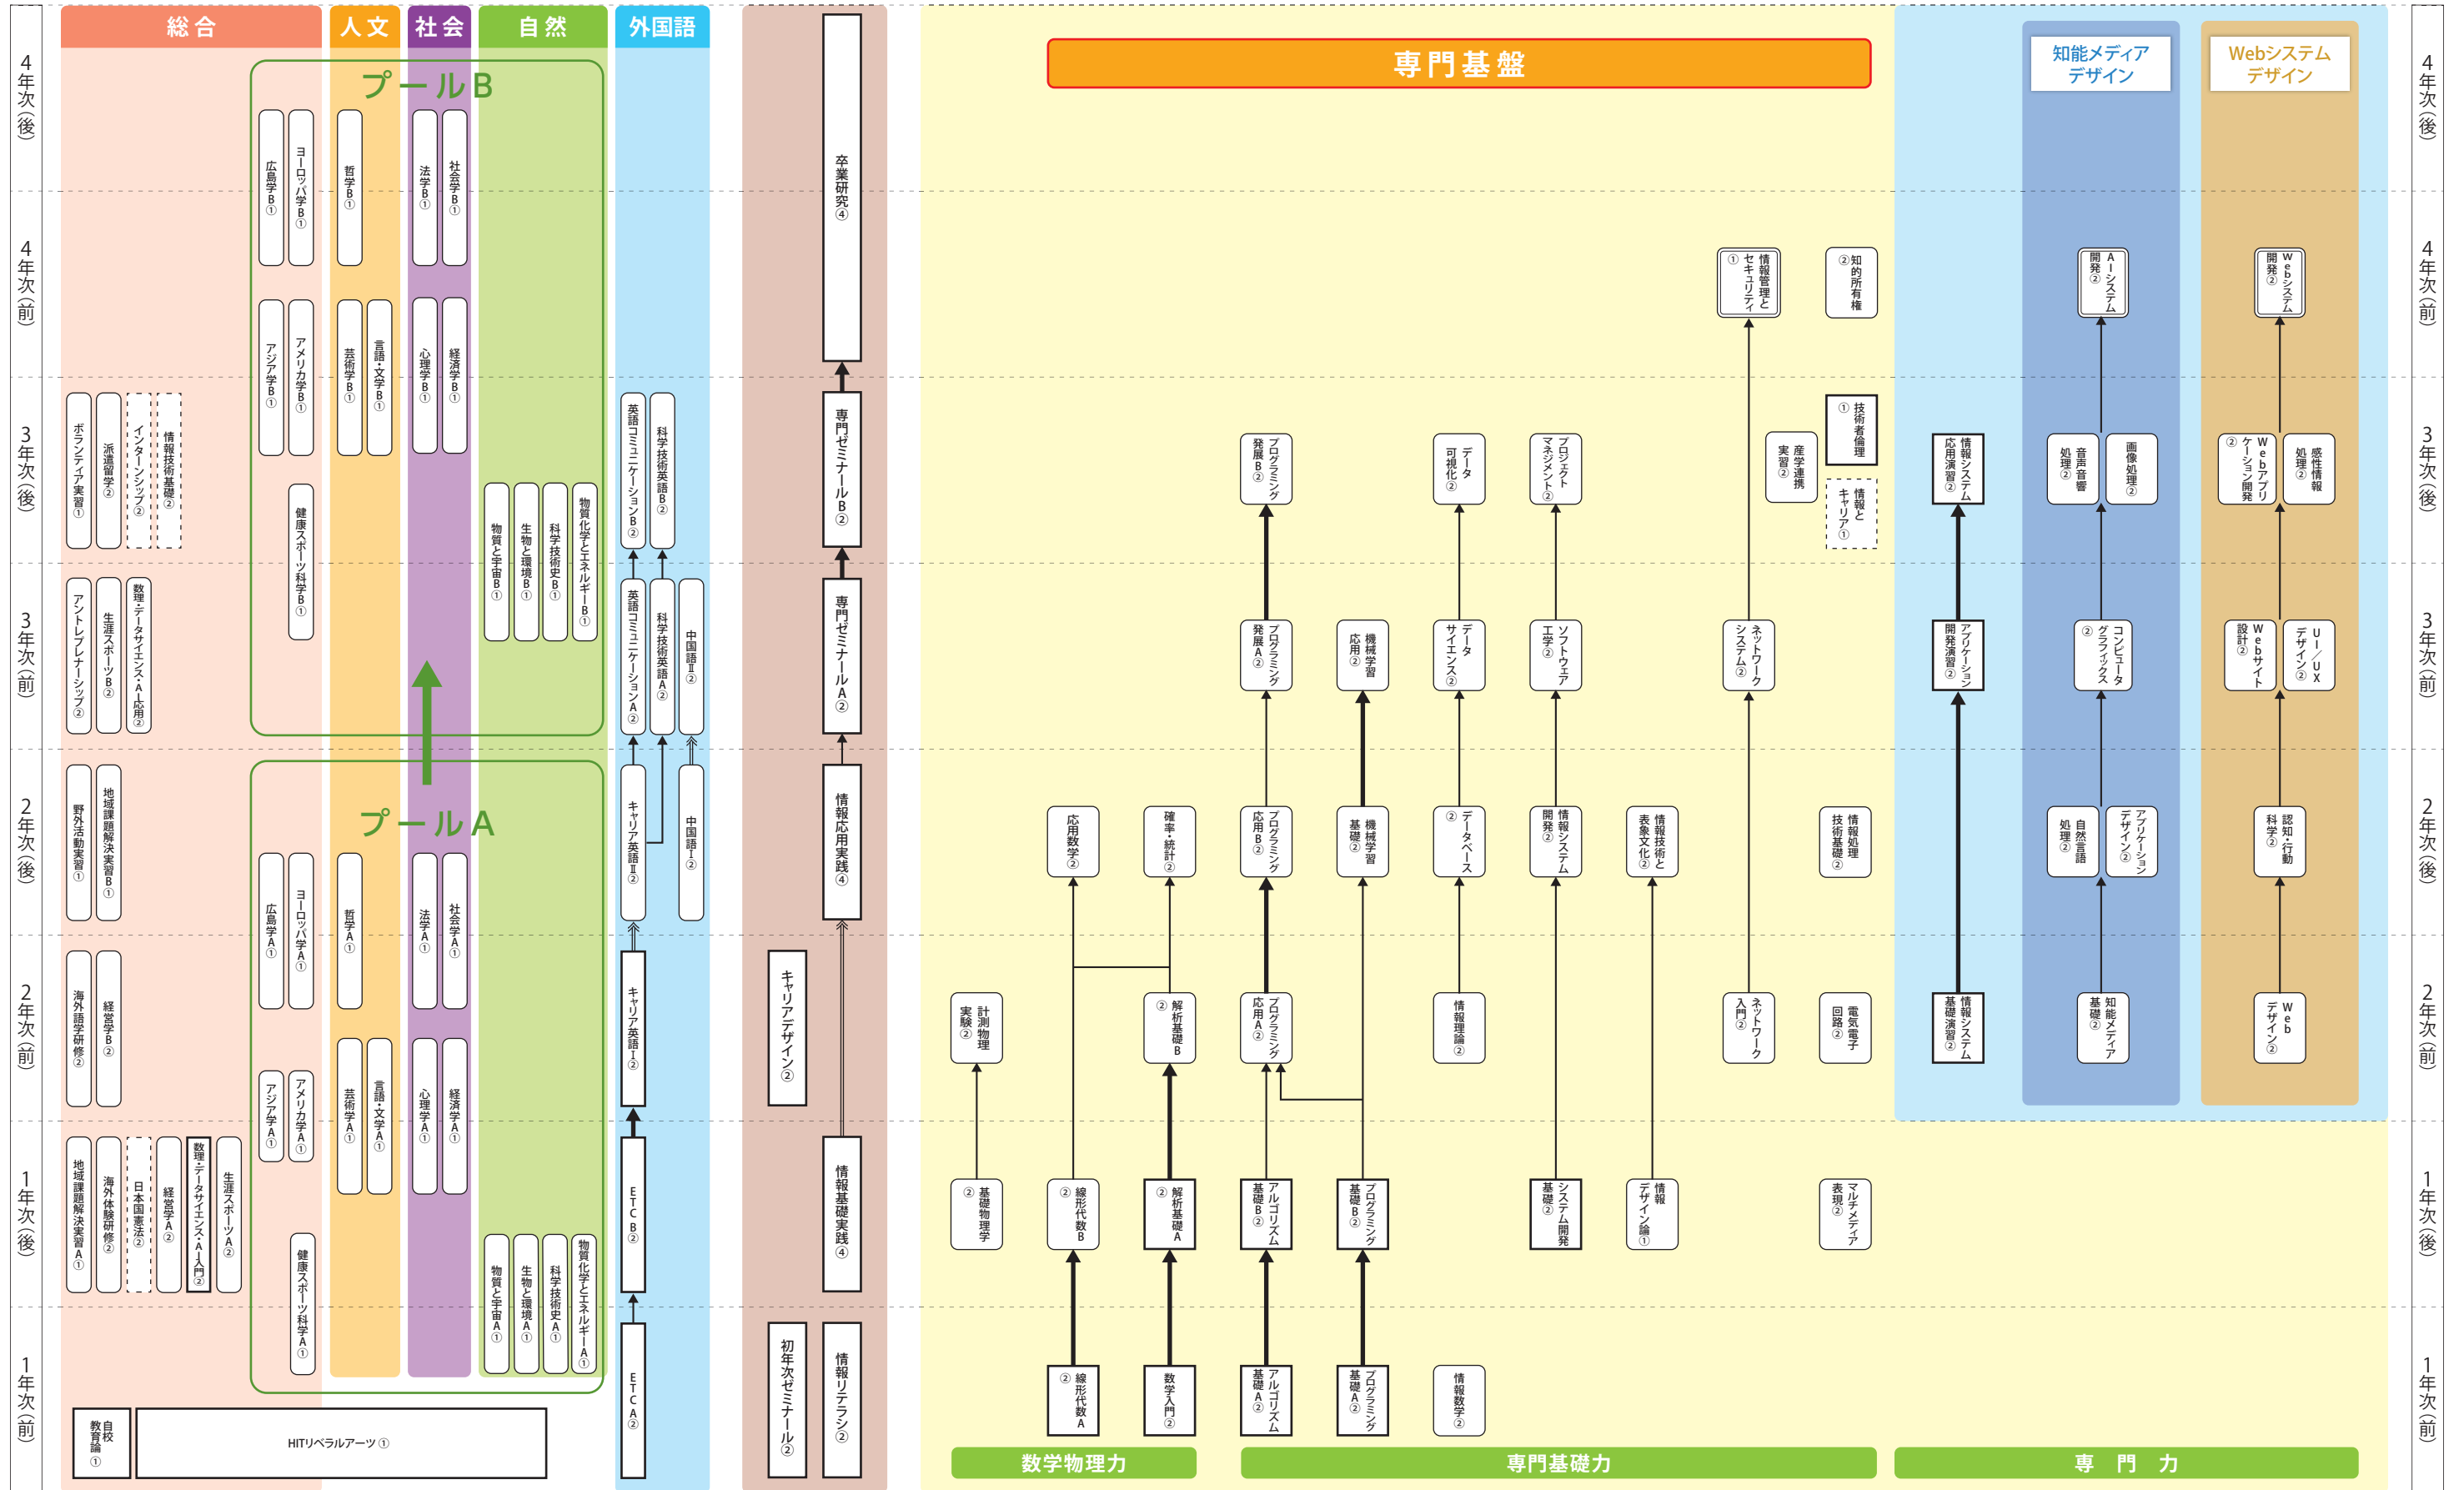 総合
人文
社会
自然
外国語
プールB
プールA
専門基盤
知能メディア
デザイン
Webシステム
デザイン
4年次(後)
4年次(前)
3年次(後)
3年次(前)
2年次(後)
2年次(前)
1年次(後)
1年次(前)
広島学B①
ヨーロッパ学B①
哲学B①
法学B①
社会学B①
アジア学B①
アメリカ学B①
芸術学B①
言語・文学B①
心理学B①
経済学B①
ボランティア実習①
派遣留学②
インターンシップ②
情報技術基礎②
健康スポーツ科学B①
物質と宇宙B①
生物と環境B①
科学技術史B①
物質化学とエネルギーB①
アントレプレナーシップ②
生涯スポーツB②
数理・データサイエンス・AI応用②
野外活動実習①
地域課題解決実習B①
広島学A①
ヨーロッパ学A①
哲学A①
法学A①
社会学A①
海外語学研修②
経営学B②
アジア学A①
アメリカ学A①
芸術学A①
言語・文学A①
心理学A①
経済学A①
地域課題解決実習A①
海外体験研修②
日本国憲法②
経営学A②
数理・データサイエンス・AI入門②
生涯スポーツA②
健康スポーツ科学A①
物質と宇宙A①
生物と環境A①
科学技術史A①
物質化学とエネルギーA①
自校
教育論①
HITリベラルアーツ ①
英語コミュニケーションB②
科学技術英語B②
英語コミュニケーションA②
科学技術英語A②
中国語Ⅱ②
キャリア英語Ⅱ②
中国語Ⅰ②
キャリア英語Ⅰ②
ETC B②
ETC A②
卒業研究④
専門ゼミナールB②
専門ゼミナールA②
情報応用実践④
キャリアデザイン②
情報基礎実践④
初年次ゼミナール②
情報リテラシ②
情報管理と
セキュリティ
①
知的所有権
②
AIシステム
開発②
Webシステム
開発②
プログラミング
発展B②
データ
可視化②
プロジェクト
マネジメント②
産学連携
実習②
技術者倫理
①
情報と
キャリア①
情報システム
応用演習②
音声音響
処理②
画像処理②
Webアプリ
ケーション開発
②
感性情報
処理②
プログラミング
発展A②
機械学習
応用②
データ
サイエンス②
ソフトウェア
工学②
ネットワーク
システム②
アプリケーション
開発演習②
コンピュータ
グラフィックス
②
Webサイト
設計②
UI/UX
デザイン②
応用数学②
確率・統計②
プログラミング
応用B②
機械学習
基礎②
データベース
②
情報システム
開発②
情報技術と
表象文化②
情報処理
技術基礎②
自然言語
処理②
アプリケーション
デザイン②
認知・行動
科学②
計測物理
実験②
解析基礎B
②
プログラミング
応用A②
情報理論②
ネットワーク
入門②
電気電子
回路②
情報システム
基礎演習②
知能メディア
基礎②
Web
デザイン②
基礎物理学
②
線形代数B
②
解析基礎A
②
アルゴリズム
基礎B②
プログラミング
基礎B②
システム開発
基礎②
情報
デザイン論①
マルチメディア
表現②
線形代数A
②
数学入門②
アルゴリズム
基礎A②
プログラミング
基礎A②
情報数学②
数学物理力
専門基礎力
専門力
4年次(後)
4年次(前)
3年次(後)
3年次(前)
2年次(後)
2年次(前)
1年次(後)
1年次(前)